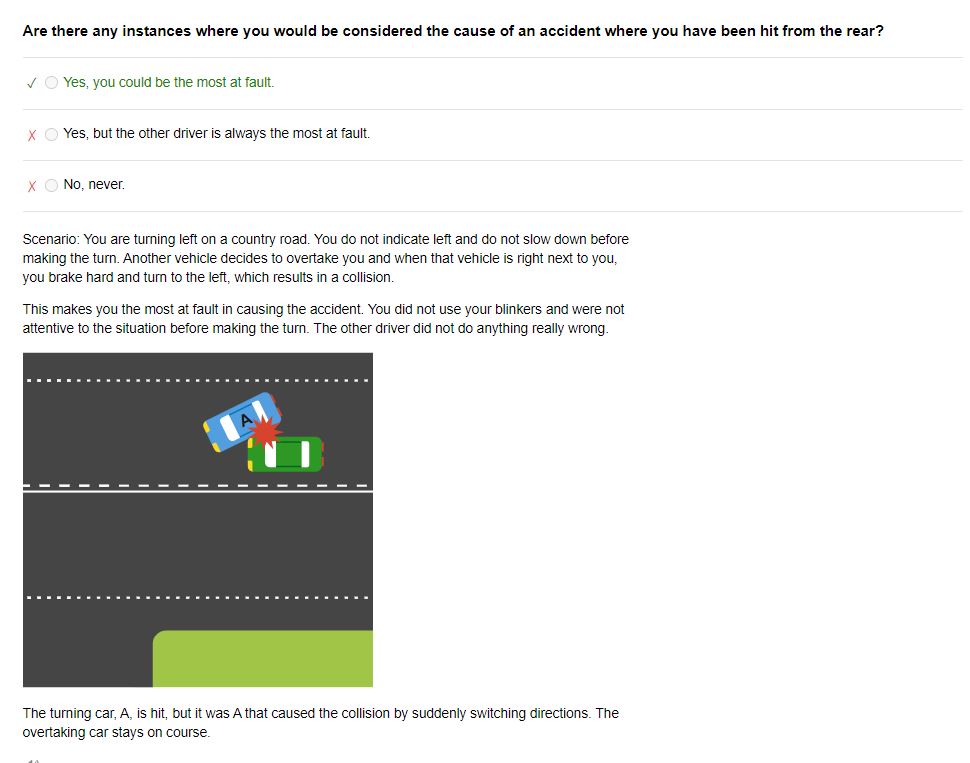 Are there any instances where you would be considered the cause of an accident where you have been hit from the rear?
✓ Yes, you could be the most at fault.
X Yes, but the other driver is always the most at fault.
X No, never.
Scenario: You are turning left on a country road. You do not indicate left and do not slow down before
making the turn. Another vehicle decides to overtake you and when that vehicle is right next to you,
you brake hard and turn to the left, which results in a collision.
This makes you the most at fault in causing the accident. You did not use your blinkers and were not
attentive to the situation before making the turn. The other driver did not do anything really wrong.
A
The turning car, A, is hit, but it was A that caused the collision by suddenly switching directions. The
overtaking car stays on course.